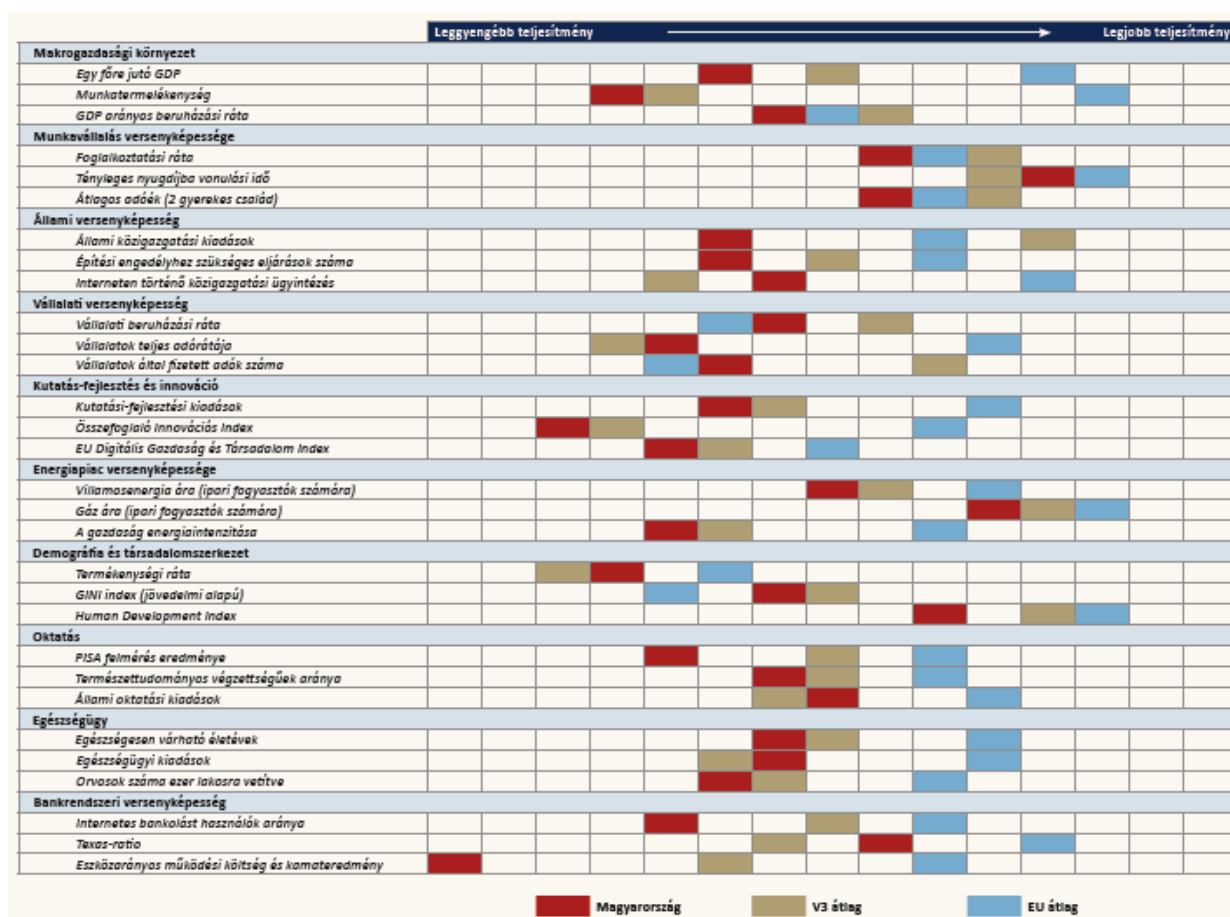 Leggyengébb teljesítmény Legjobb teljesítmény
Makrogazdasági környezet
Egy főre jutó GDP
Munkatermelékenység
GDP arányos beruházási ráta
Munkavállalás versenyképessége
Foglalkoztatási ráta
Tényleges nyugdíjba vonulási idő
Átlagos adóék (2 gyerekes család)
Állami versenyképesség
Állami közigazgatási kiadások
Építési engedélyhez szükséges eljárások száma
Interneten történő közigazgatási ügyintézés
Vállalati versenyképesség
Vállalati beruházási ráta
Vállalatok teljes adórátája
Vállalatok által fizetett adók száma
Kutatás-fejlesztés és innováció
Kutatási-fejlesztési kiadások
Összefoglaló Innovációs Index
EU Digitális Gazdaság és Társadalom Index
Energiapiac versenyképessége
Villamosenergia ára (ipari fogyasztók számára)
Gáz ára (ipari fogyasztók számára)
A gazdaság energiaintenzitása
Demográfia és társadalomszerkezet
Termékenységi ráta
GINI index (jövedelmi alapú)
Human Development Index
Oktatás
PISA felmérés eredménye
Természettudományos végzettségűek aránya
Állami oktatási kiadások
Egészségügy
Egészségesen várható életévek
Egészségügyi kiadások
Orvosok száma ezer lakosra vetítve
Bankrendszeri versenyképesség
Internetes bankolást használók aránya
Texas-ratio
Eszközarányos működési költség és kamateredmény
Magyarország V3 átlag EU átlag